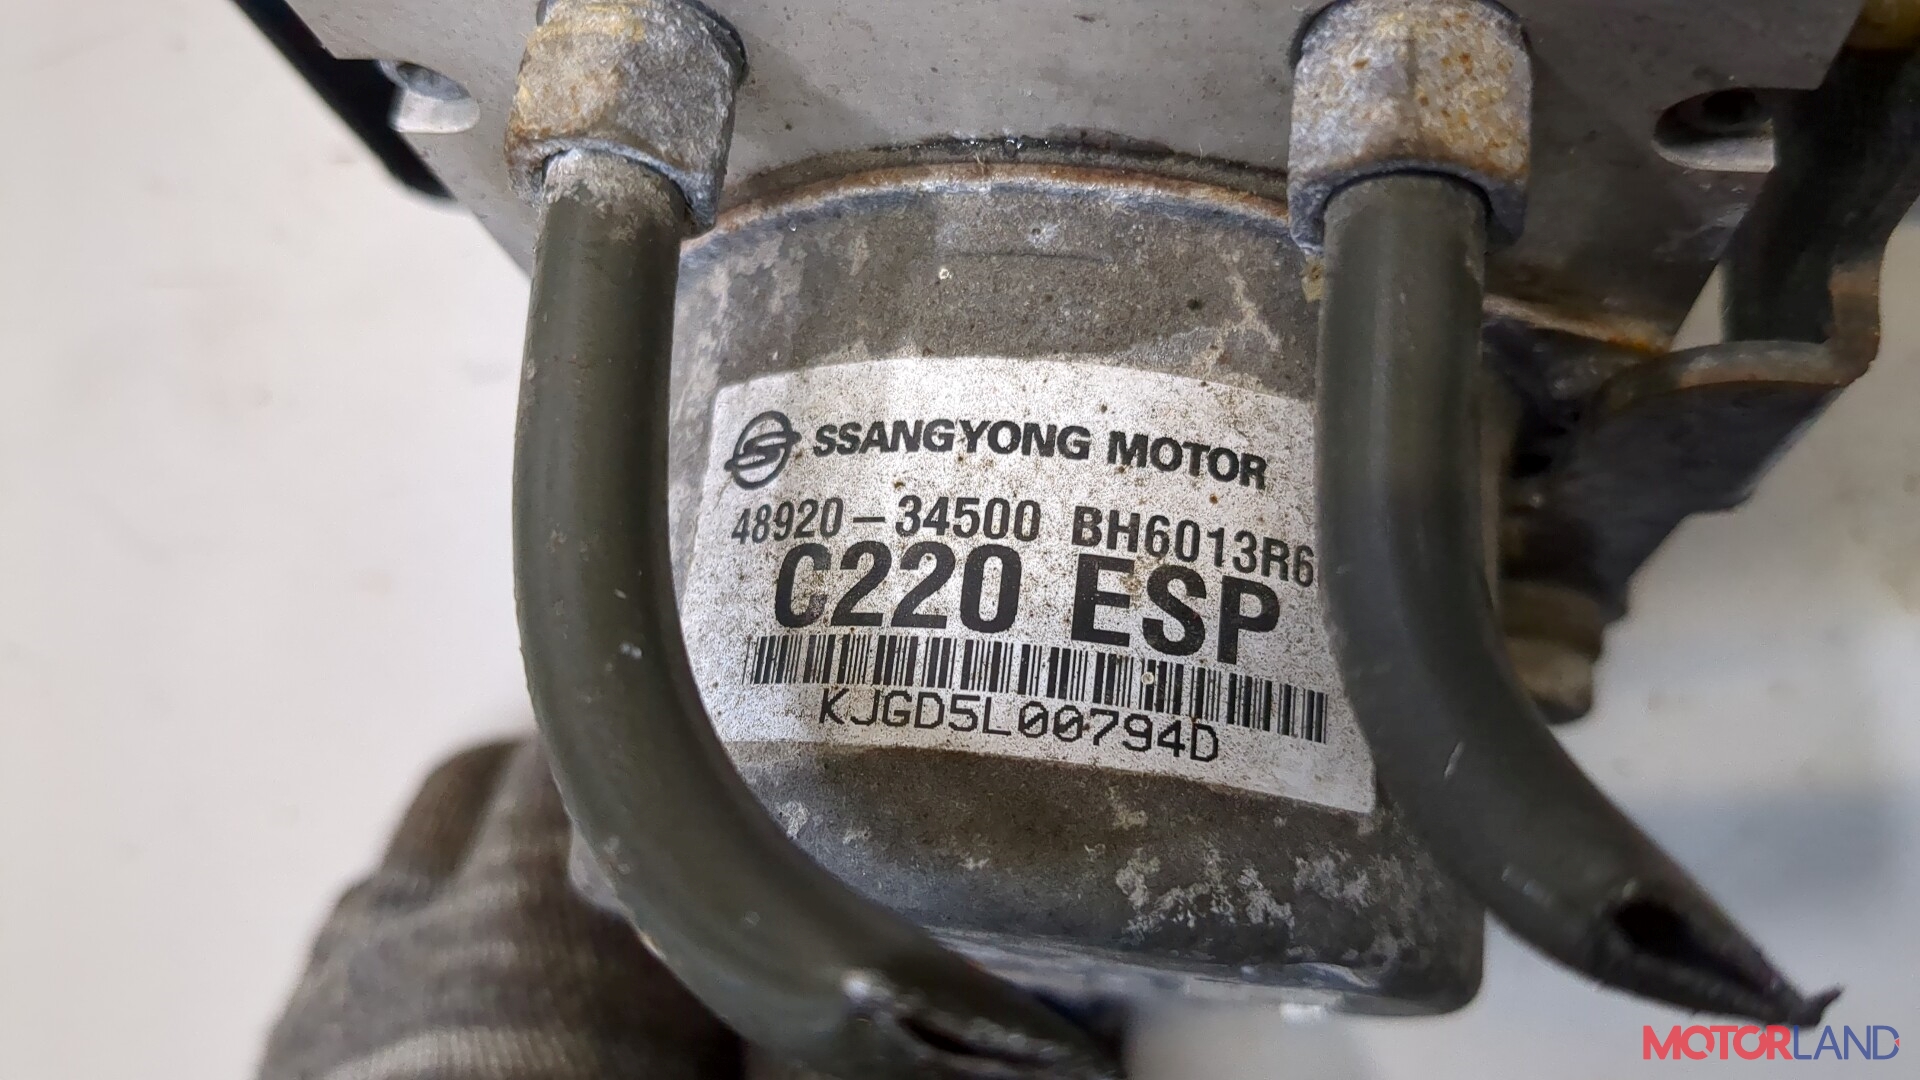 SSANGYONG MOTOR
48920-34500 BH6013R6
C220 ESP
KJGD5L00794D
MOTORLAND